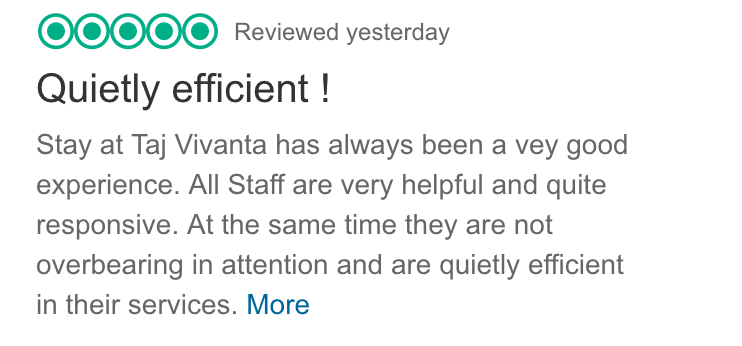 Reviewed yesterday
Quietly efficient !
Stay at Taj Vivanta has always been a vey good
experience. All Staff are very helpful and quite
responsive. At the same time they are not
overbearing in attention and are quietly efficient
in their services. More